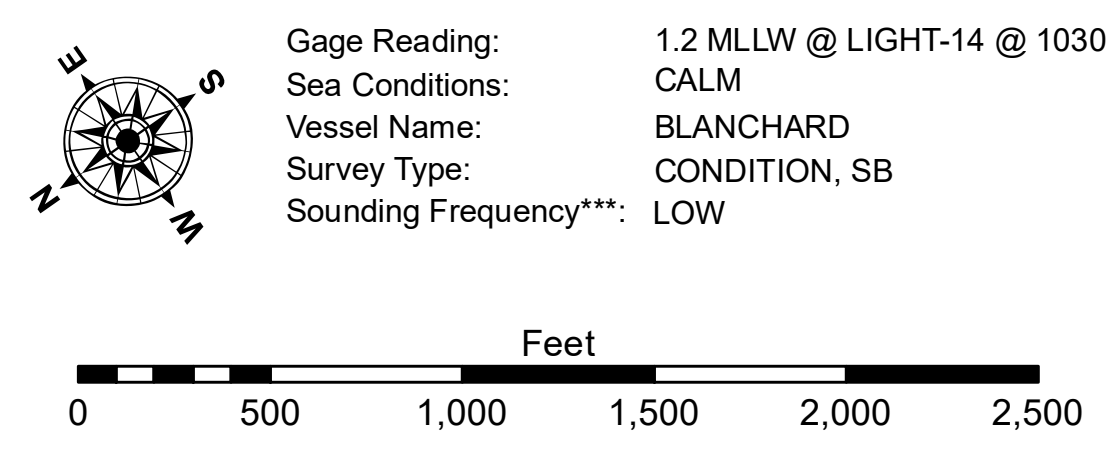 E
S
N
W
Gage Reading: 1.2 MLLW @ LIGHT-14 @ 1030
Sea Conditions: CALM
Vessel Name: BLANCHARD
Survey Type: CONDITION, SB
Sounding Frequency***: LOW
Feet
0 500 1,000 1,500 2,000 2,500